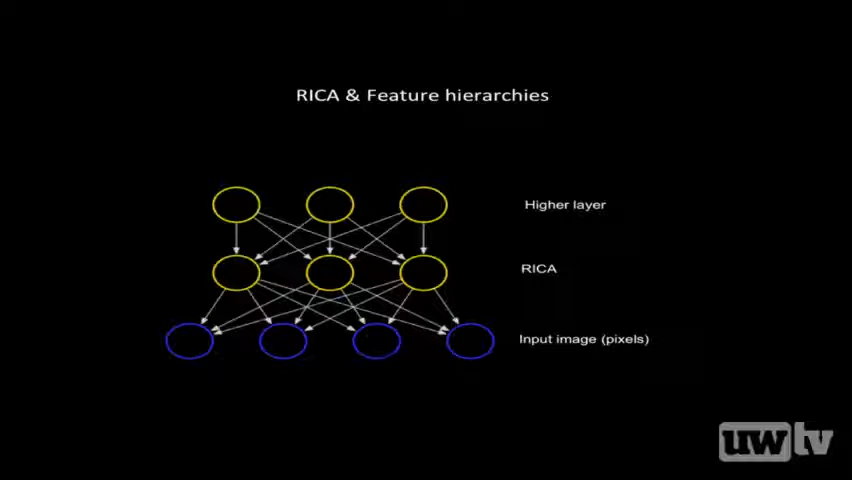 RICA & Feature hierarchies
Higher layer
RICA
Input image (pixels)
uwtv